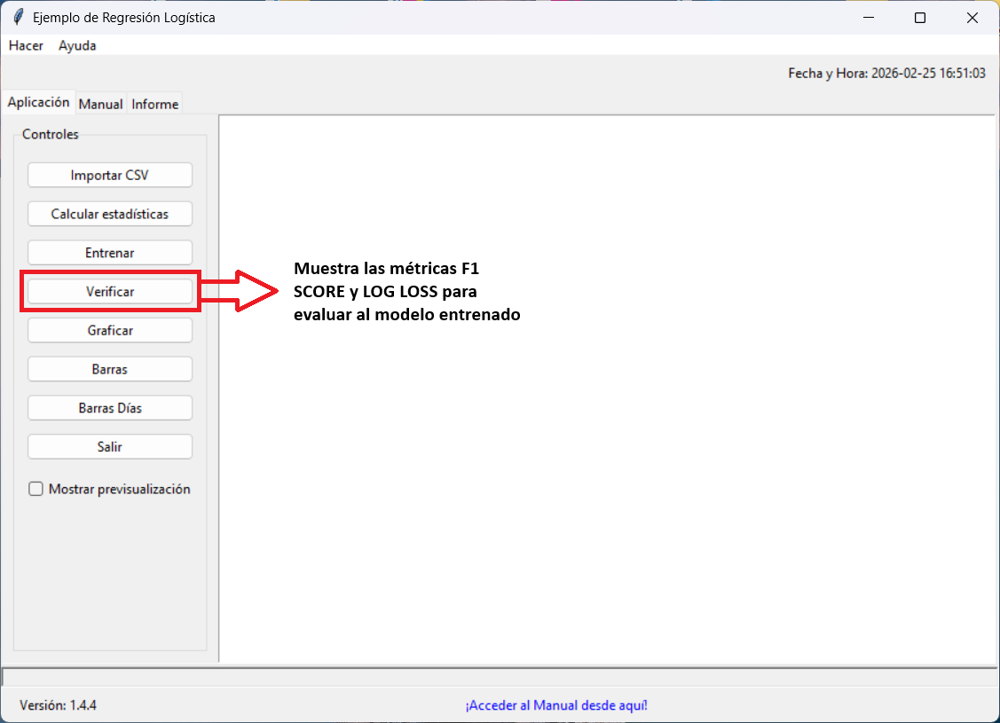 Ejemplo de Regresión Logística
Hacer Ayuda
Fecha y Hora: 2026-02-25 16:51:03
Aplicación Manual Informe
Controles
Importar CSV
Calcular estadísticas
Entrenar
Verificar
Muestra las métricas F1
SCORE y LOG LOSS para
evaluar al modelo entrenado
Graficar
Barras
Barras Días
Salir
Mostrar previsualización
Versión: 1.4.4
¡Acceder al Manual desde aquí!